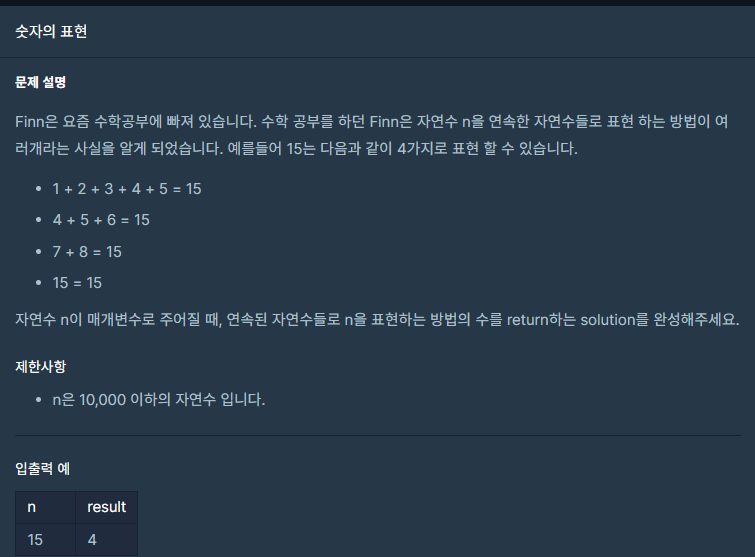 숫자의 표현
문제 설명
Finn은 요즘 수학공부에 빠져 있습니다. 수학 공부를 하던 Finn은 자연수 n을 연속한 자연수들로 표현 하는 방법이 여
러개라는 사실을 알게 되었습니다. 예를들어 15는 다음과 같이 4가지로 표현 할 수 있습니다.
• 1 + 2 + 3 + 4 + 5 = 15
• 4 + 5 + 6 = 15
• 7 + 8 = 15
• 15 = 15
자연수 n이 매개변수로 주어질 때, 연속된 자연수들로 n을 표현하는 방법의 수를 return하는 solution를 완성해주세요.
제한사항
• n은 10,000 이하의 자연수 입니다.
입출력 예
n result
15 4